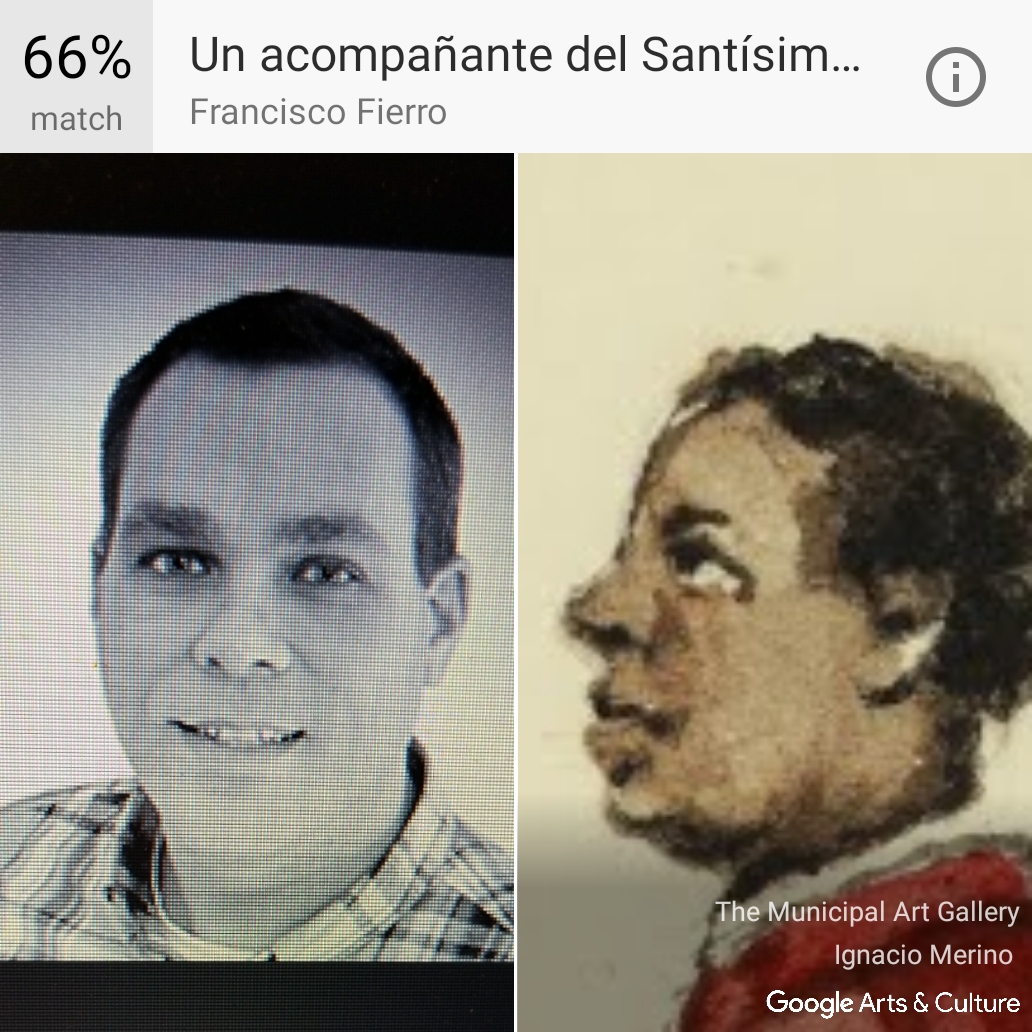 66%
match
Un acompañante del Santísim...
Francisco Fierro
The Municipal Art Gallery
Ignacio Merino
Google Arts & Culture